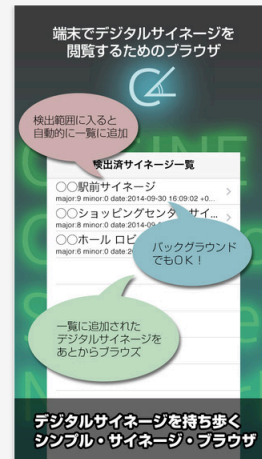 端末でデジタルサイネージを
閲覧するためのブラウザ
検出範囲に入ると
自動的に一覧に追加
検出済サイネージ一覧
○○駅前サイネージ
major:9 minor:0 date:2014-09-30 16:09:02 +0...
○○ショッピングセンタ サイ...
major:8 minor:0 date:2014-09
○○ホール ロビ
major:6 minor:0 date:2
バックグラウンド
でもOK！
一覧に追加された
デジタルサイネージを
あとからブラウズ
デジタルサイネージを持ち歩く
シンプル・サイネージ・ブラウザ